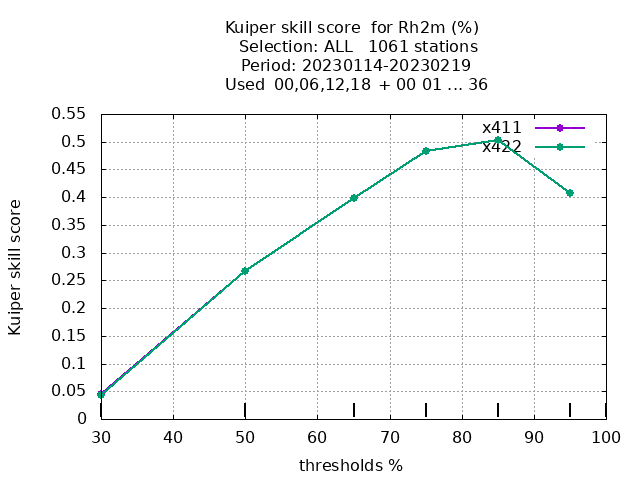 Kuiper skill score  for Rh2m (%)
Selection: ALL   1061 stations
Period: 20230114-20230219
Used  00,06,12,18  + 00 01 ... 36
0.55
0.5
0.45
0.4
0.35
0.3
0.25
0.2
0.15
0.1
0.05
0
Kuiper skill score
x411
x422
30 40 50 60 70 80 90 100
thresholds %